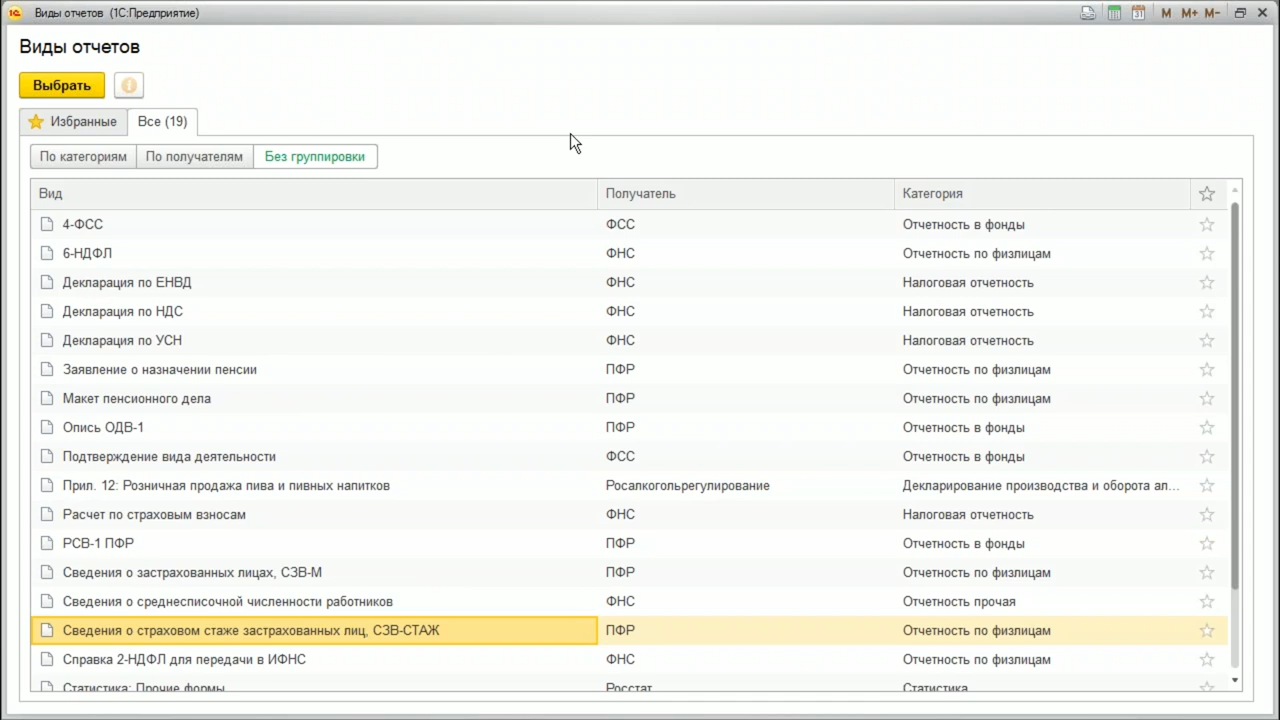 Виды отчетов (1С:Предприятие)
M M+ M-
Виды отчетов
Выбрать
Избранные Все (19)
По категориям По получателям Без группировки
Вид Получатель Категория
4-ФСС ФСС Отчетность в фонды
6-НДФЛ ФНС Отчетность по физлицам
Декларация по ЕНВД ФНС Налоговая отчетность
Декларация по НДС ФНС Налоговая отчетность
Декларация по УСН ФНС Налоговая отчетность
Заявление о назначении пенсии ПФР Отчетность по физлицам
Макет пенсионного дела ПФР Отчетность по физлицам
Опись ОДВ-1 ПФР Отчетность в фонды
Подтверждение вида деятельности ФСС Отчетность в фонды
Прил. 12: Розничная продажа пива и пивных напитков Росалкогольрегулирование Декларирование производства и оборота ал...
Расчет по страховым взносам ФНС Налоговая отчетность
РСВ-1 ПФР ПФР Отчетность в фонды
Сведения о застрахованных лицах, СЗВ-М ПФР Отчетность по физлицам
Сведения о среднесписочной численности работников ФНС Отчетность прочая
Сведения о страховом стаже застрахованных лиц, СЗВ-СТАЖ ПФР Отчетность по физлицам
Справка 2-НДФЛ для передачи в ИФНС ФНС Отчетность по физлицам
Статистика: Прочие формы Росстат Статистика